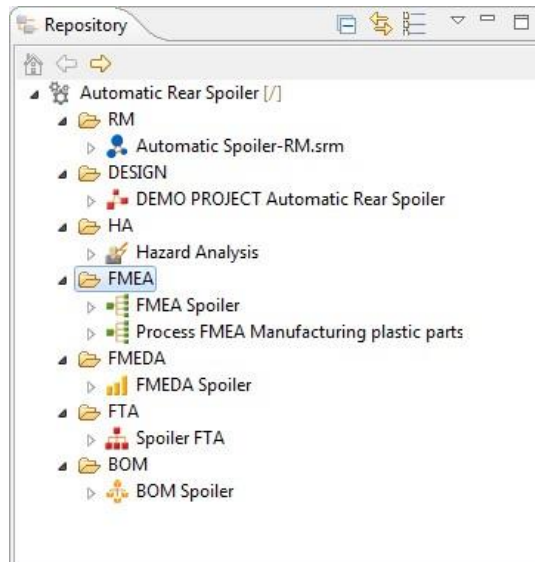 Repository
Automatic Rear Spoiler [/]
RM
Automatic Spoiler-RM.srm
DESIGN
DEMO PROJECT Automatic Rear Spoiler
HA
Hazard Analysis
FMEA
FMEA Spoiler
Process FMEA Manufacturing plastic parts
FMEDA
FMEDA Spoiler
FTA
Spoiler FTA
BOM
BOM Spoiler